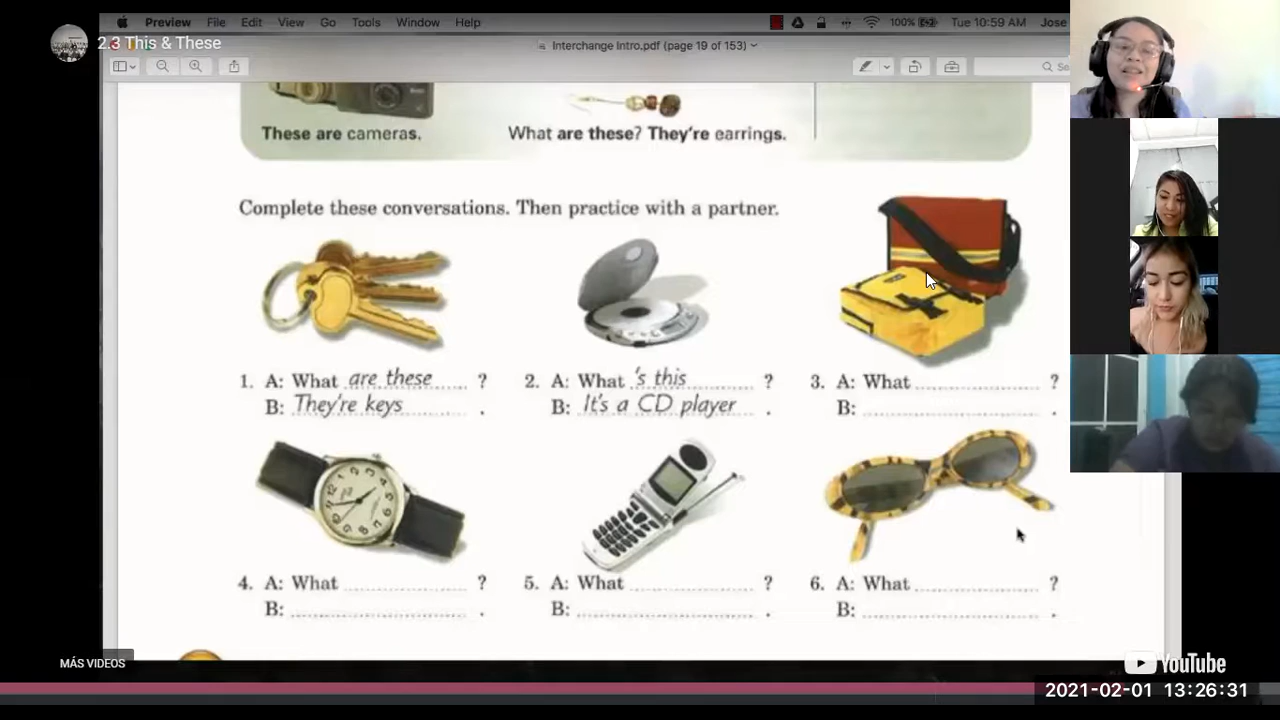 Preview File Edit View Go Tools Window Help 100% Tue 10:59 AM Jose
2.3 This & These
Interchange Intro.pdf (page 19 of 153)
These are cameras. What are these? They're earrings.
Complete these conversations. Then practice with a partner.
1. A: What are these ?
B: They're keys .
2. A: What 's this ?
B: It's a CD player .
3. A: What ?
B: .
4. A: What ?
B: .
5. A: What ?
B: .
6. A: What ?
B: .
MÁS VIDEOS
YouTube
2021-02-01 13:26:31